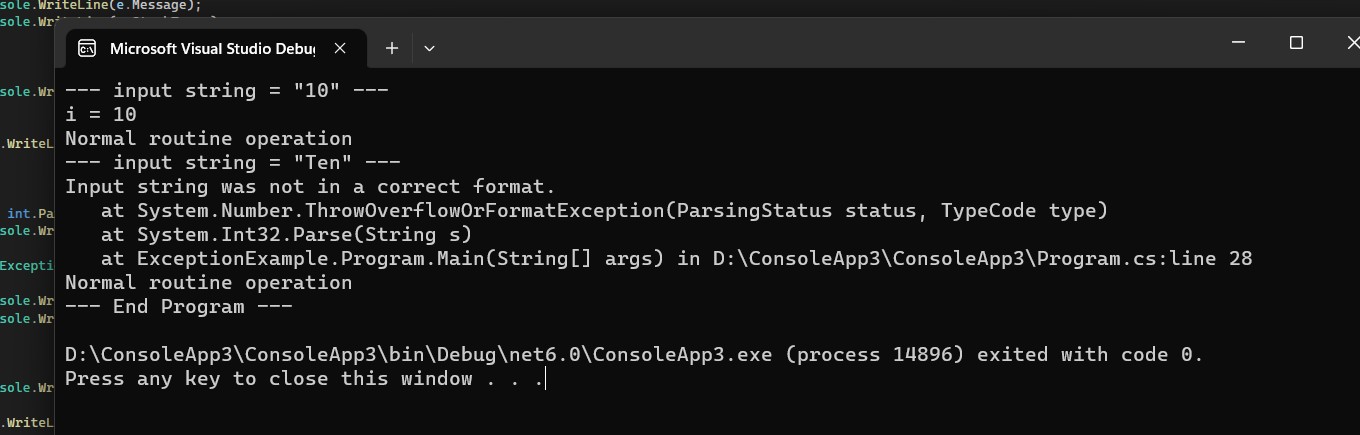 sole.WriteLine(e.Message);
Microsoft Visual Studio Debug
--- input string = "10" ---
i = 10
Normal routine operation
--- input string = "Ten" ---
Input string was not in a correct format.
   at System.Number.ThrowOverflowOrFormatException(ParsingStatus status, TypeCode type)
   at System.Int32.Parse(String s)
   at ExceptionExample.Program.Main(String[] args) in D:\ConsoleApp3\ConsoleApp3\Program.cs:line 28
Normal routine operation
--- End Program ---
D:\ConsoleApp3\ConsoleApp3\bin\Debug\net6.0\ConsoleApp3.exe (process 14896) exited with code 0.
Press any key to close this window . . .
sole.Wr
.WriteL
int.Pa
sole.Wr
Excepti
sole.Wr
sole.Wr
sole.Wr
.WriteL